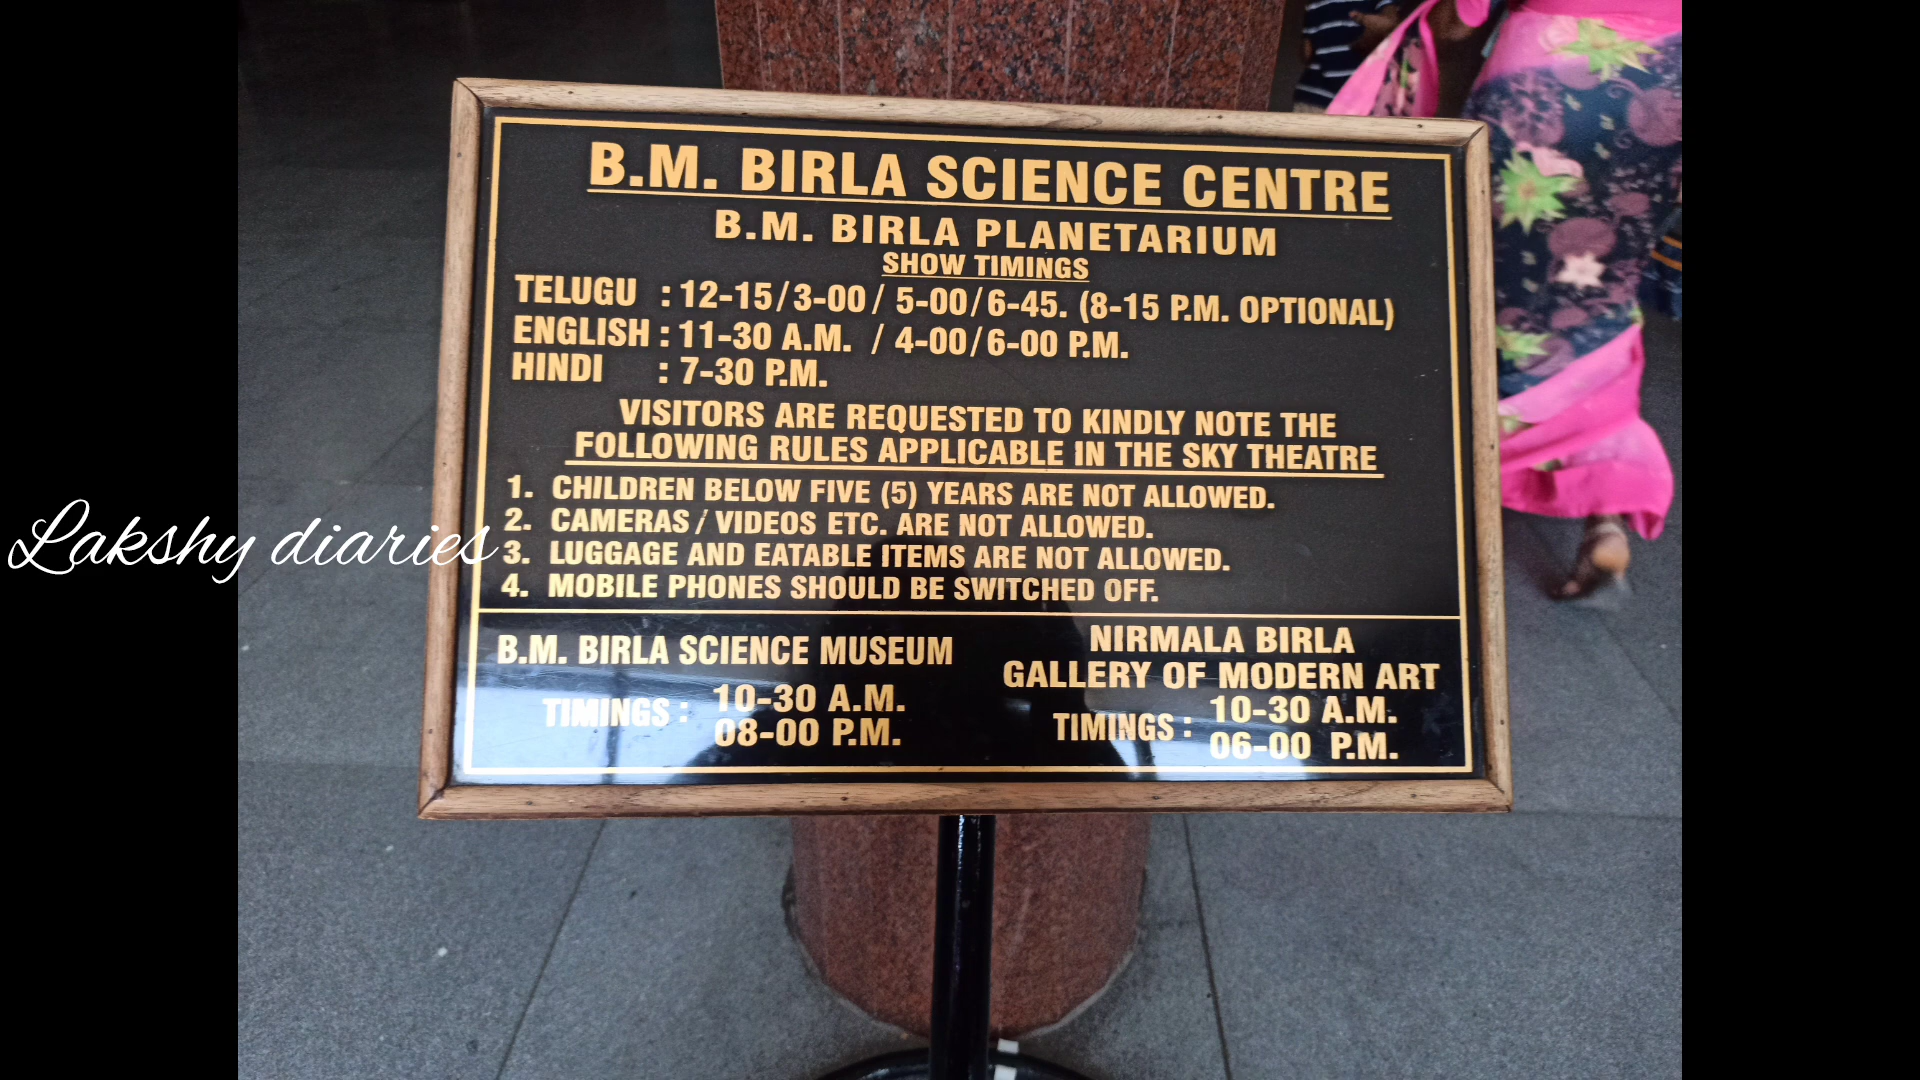 B.M. BIRLA SCIENCE CENTRE
B.M. BIRLA PLANETARIUM
SHOW TIMINGS
TELUGU : 12-15/3-00/ 5-00/6-45. (8-15 P.M. OPTIONAL)
ENGLISH : 11-30 A.M. / 4-00/6-00 P.M.
HINDI : 7-30 P.M.
VISITORS ARE REQUESTED TO KINDLY NOTE THE
FOLLOWING RULES APPLICABLE IN THE SKY THEATRE
1. CHILDREN BELOW FIVE (5) YEARS ARE NOT ALLOWED.
2. CAMERAS / VIDEOS ETC. ARE NOT ALLOWED.
3. LUGGAGE AND EATABLE ITEMS ARE NOT ALLOWED.
4. MOBILE PHONES SHOULD BE SWITCHED OFF.
B.M. BIRLA SCIENCE MUSEUM
TIMINGS : 10-30 A.M.
08-00 P.M.
NIRMALA BIRLA
GALLERY OF MODERN ART
TIMINGS : 10-30 A.M.
06-00 P.M.
Lakshy diaries